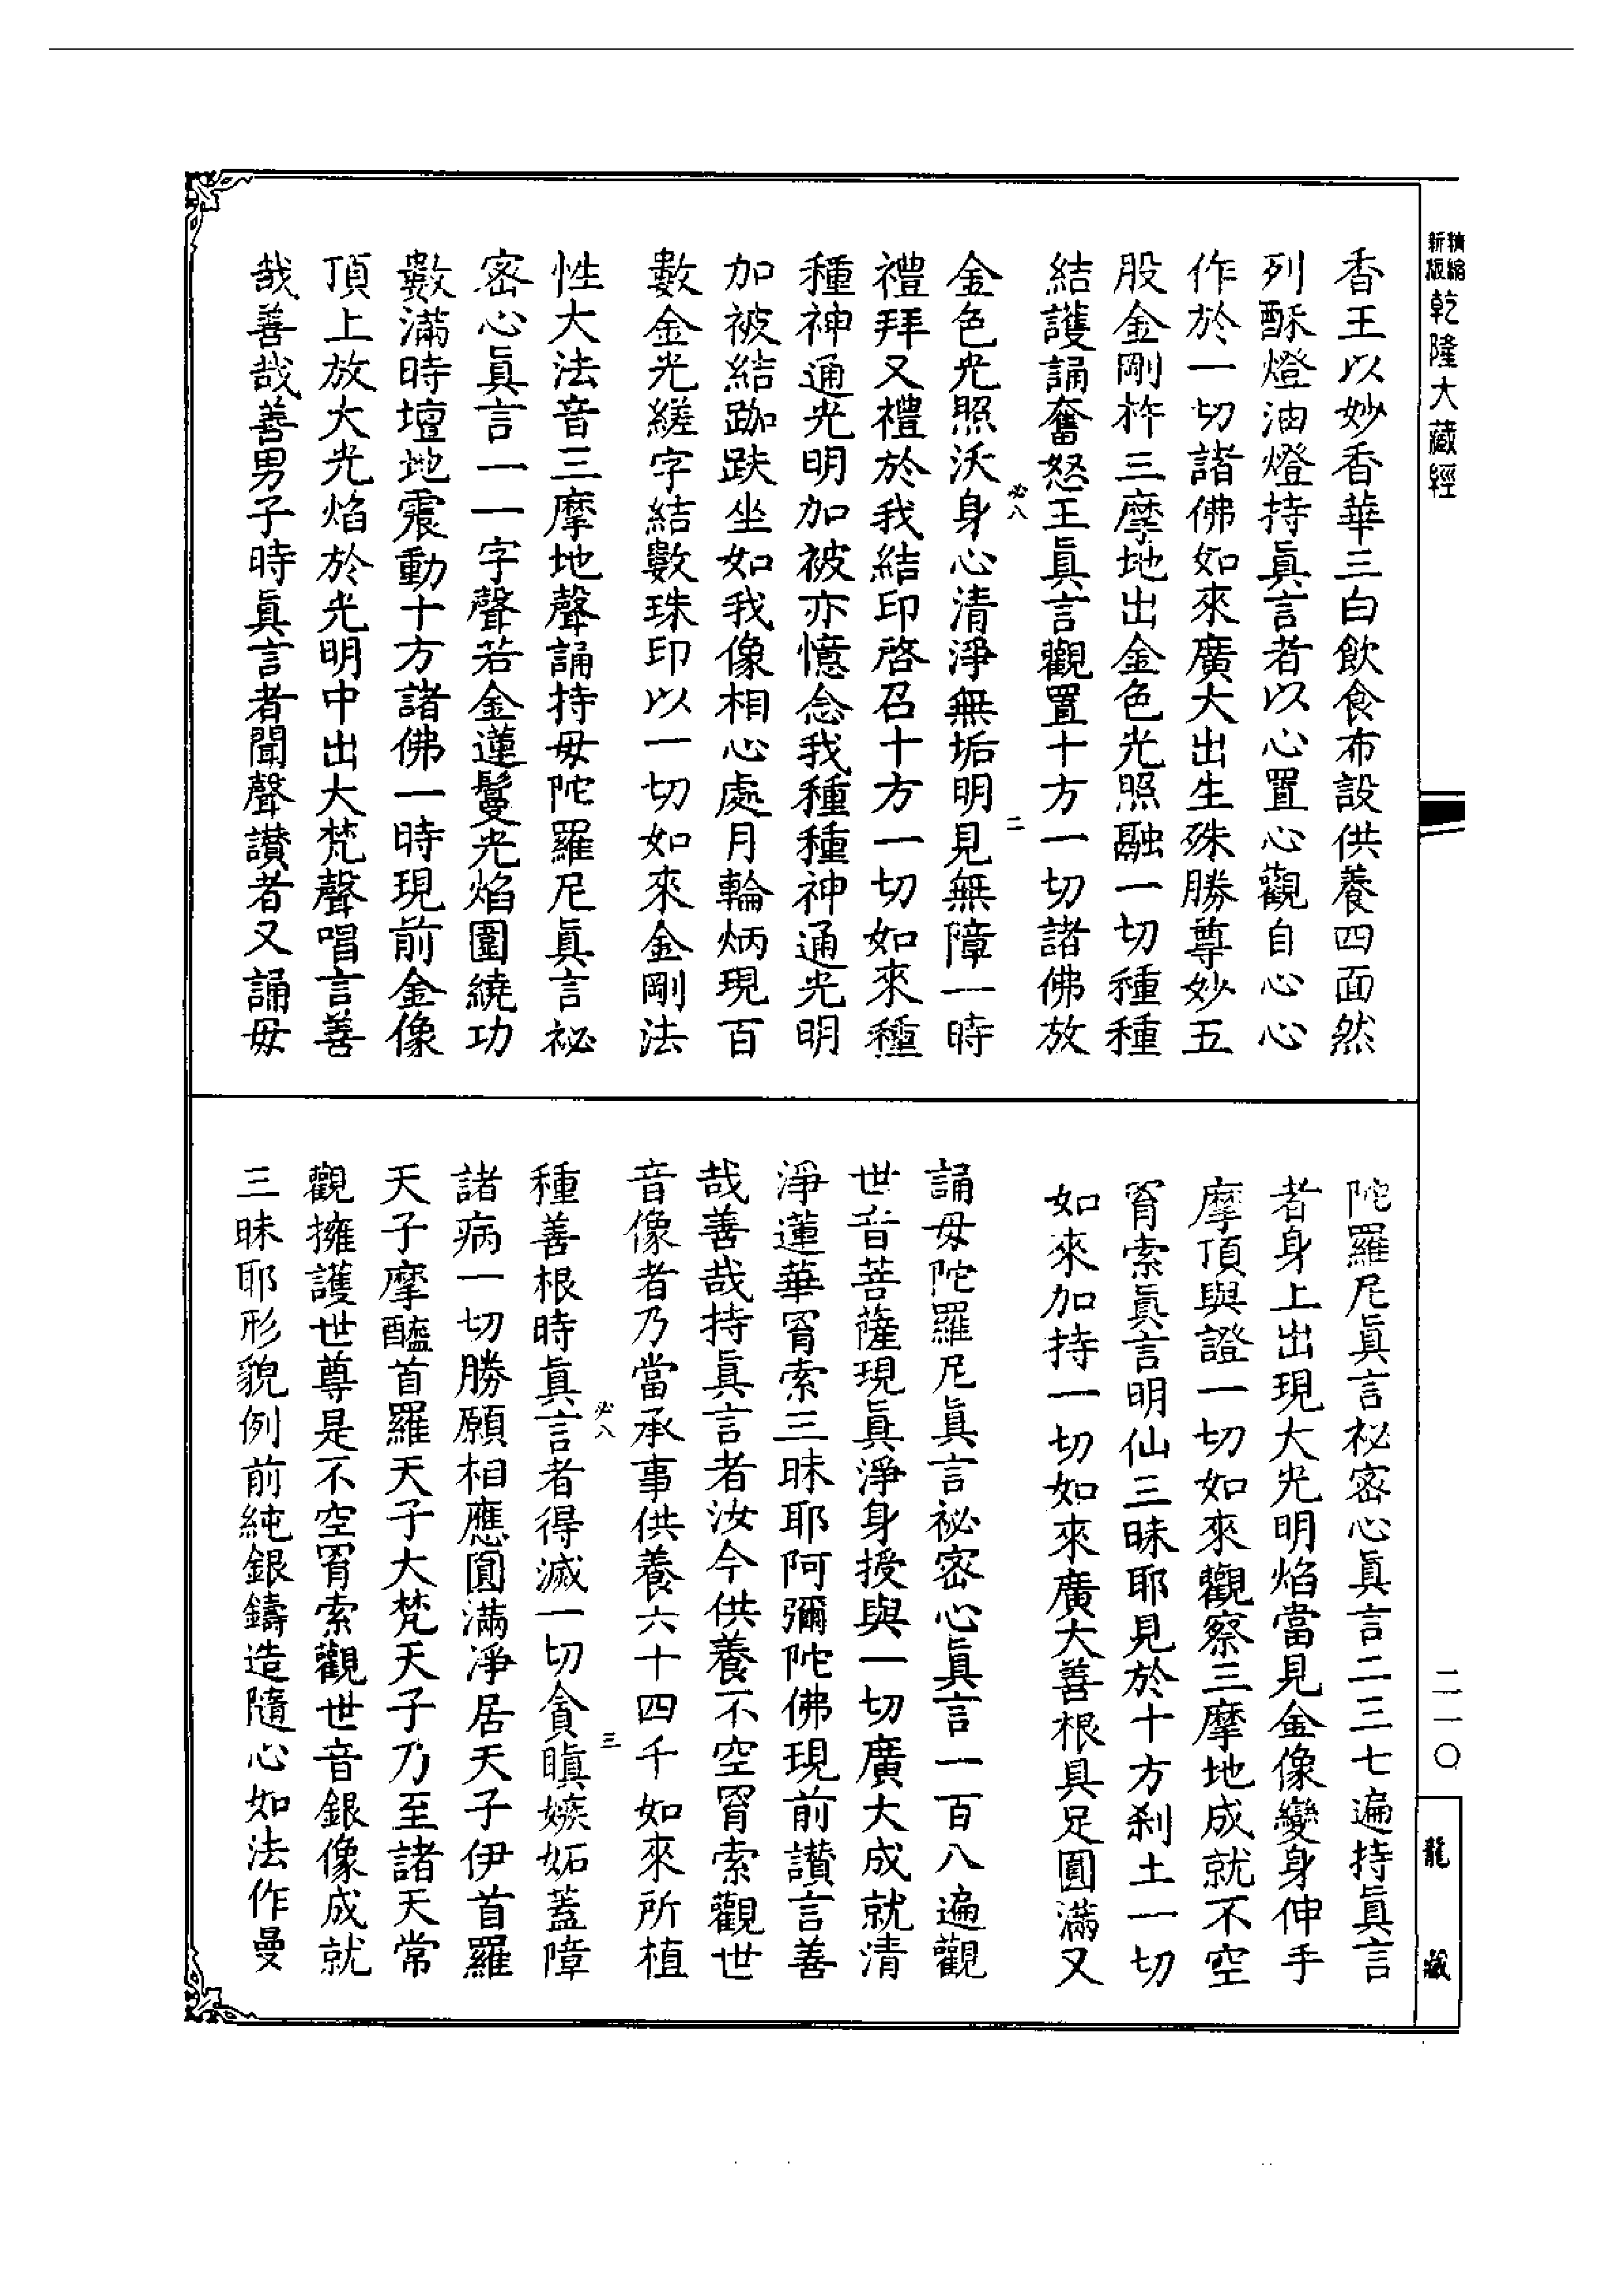 精縮新版乾隆大藏經
香王以妙香華三白飲食布設供養四面然
列酥燈油燈持眞言者以心置心觀自心心
作於一切諸佛如來廣大出生殊勝尊妙五
股金剛杵三摩地出金色光照融一切種種
結護誦奮怒王眞言觀置十方一切諸佛放
必八 二
金色光照沃身心清淨無垢明見無障一時
禮拜又禮於我結印啓召十方一切如來種
種神通光明加被亦憶念我種種神通光明
加被結跏趺坐如我像相心處月輪炳現百
數金光縒字結數珠印以一切如來金剛法
性大法音三摩地聲誦持毋陀羅尼眞言祕
密心眞言一一字聲若金蓮鬘光焰圍繞功
數滿時壇地震動十方諸佛一時現前金像
頂上放大光焰於光明中出大梵聲唱言善
哉善哉善男子時眞言者聞聲讚者又誦毋
陀羅尼眞言祕密心眞言二三七遍持眞言
者身上出現大光明焰當見金像變身伸手
摩頂與證一切如來觀察三摩地成就不空
罥索眞言明仙三昧耶見於十方剎土一切
如來加持一切如來廣大善根具足圓滿又
誦毋陀羅尼眞言祕密心眞言一百八遍觀
世音菩薩現眞淨身授與一切廣大成就清
淨蓮華罥索三昧耶阿彌陀佛現前讚言善
哉善哉持眞言者汝今供養不空罥索觀世
音像者乃當承事供養六十四千如來所植
必八 三
種善根時眞言者得滅一切貪瞋嫉妬蓋障
諸病一切勝願相應圓滿淨居天子伊首羅
天子摩醯首羅天子大梵天子乃至諸天常
觀擁護世尊是不空罥索觀世音銀像成就
三昧耶形貌例前純銀鑄造隨心如法作曼
二一〇
龍藏